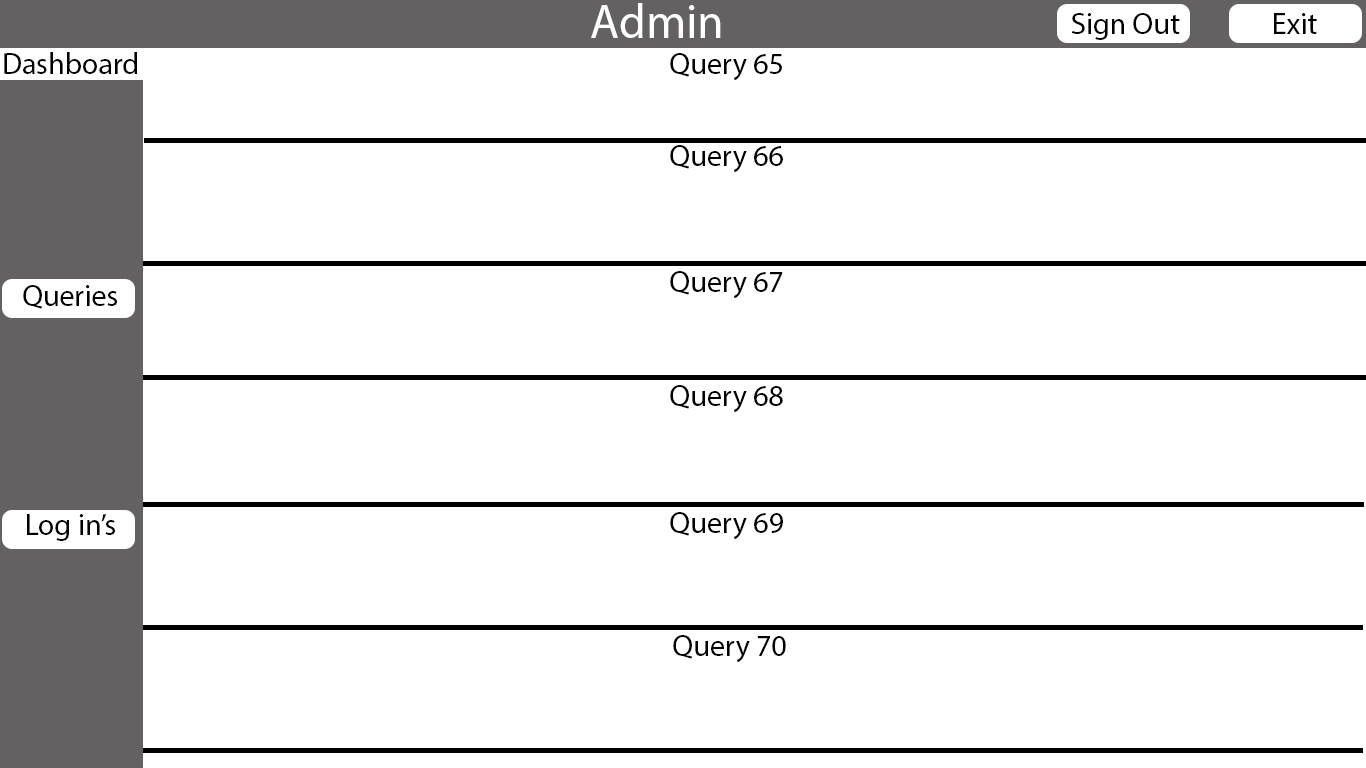 Admin
Sign Out
Exit
Dashboard
Query 65
Query 66
Query 67
Queries
Query 68
Log in’s
Query 69
Query 70